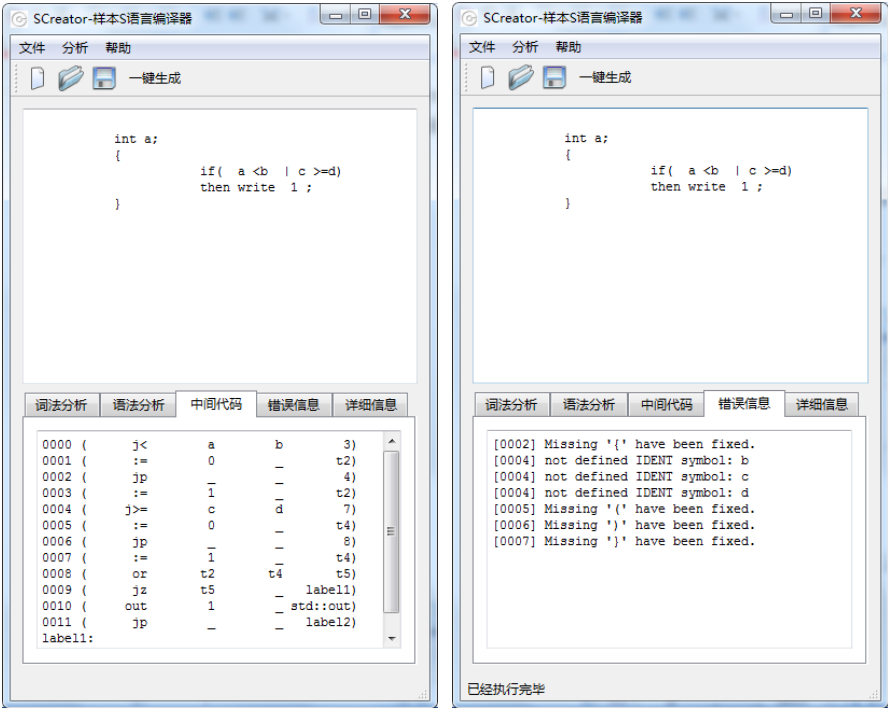 SCreator-样本S语言编译器
文件 分析 帮助
一键生成
int a;
{
if( a <b | c >=d)
then write 1 ;
}
词法分析 语法分析 中间代码 错误信息 详细信息
0000 ( j< a b 3)
0001 ( := 0 _ t2)
0002 ( jp _ _ 4)
0003 ( := 1 _ t2)
0004 ( j>= c d 7)
0005 ( := 0 _ t4)
0006 ( jp _ _ 8)
0007 ( := 1 _ t4)
0008 ( or t2 t4 t5)
0009 ( jz t5 _ label1)
0010 ( out 1 _ std::out)
0011 ( jp _ _ label2)
label1:
SCreator-样本S语言编译器
文件 分析 帮助
一键生成
int a;
{
if( a <b | c >=d)
then write 1 ;
}
词法分析 语法分析 中间代码 错误信息 详细信息
[0002] Missing '{' have been fixed.
[0004] not defined IDENT symbol: b
[0004] not defined IDENT symbol: c
[0004] not defined IDENT symbol: d
[0005] Missing '(' have been fixed.
[0006] Missing ')' have been fixed.
[0007] Missing '}' have been fixed.
已经执行完毕